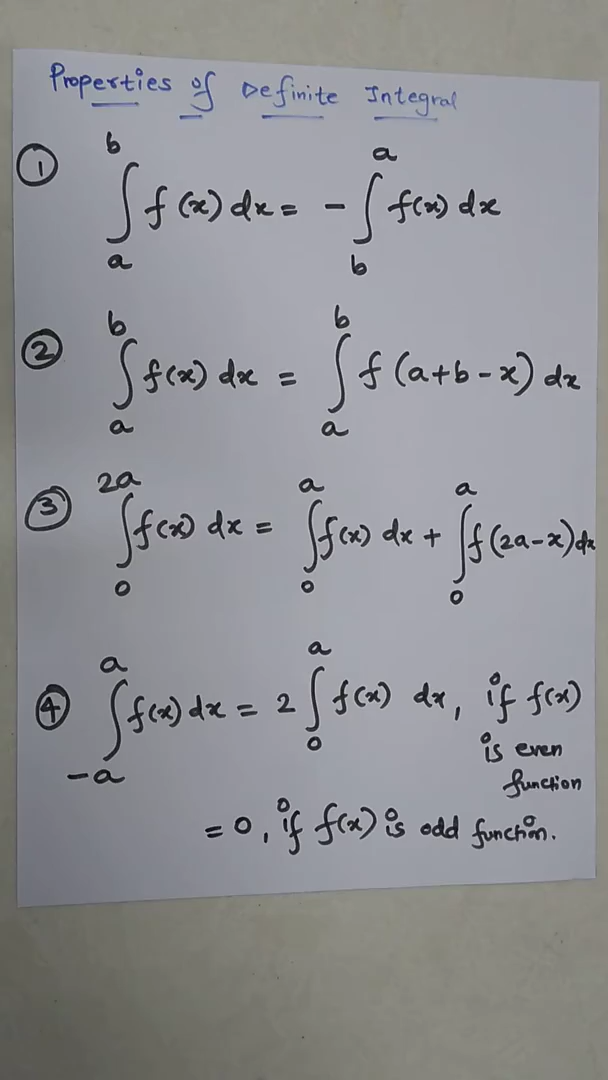 Properties of Definite Integral
① ∫_a^b f(x) dx = - ∫_b^a f(x) dx
② ∫_a^b f(x) dx = ∫_a^b f(a+b-x) dx
③ ∫_0^{2a} f(x) dx = ∫_0^a f(x) dx + ∫_0^a f(2a-x) dx
④ ∫_{-a}^a f(x) dx = 2 ∫_0^a f(x) dx, if f(x)
is even
function
= 0, if f(x) is odd function.